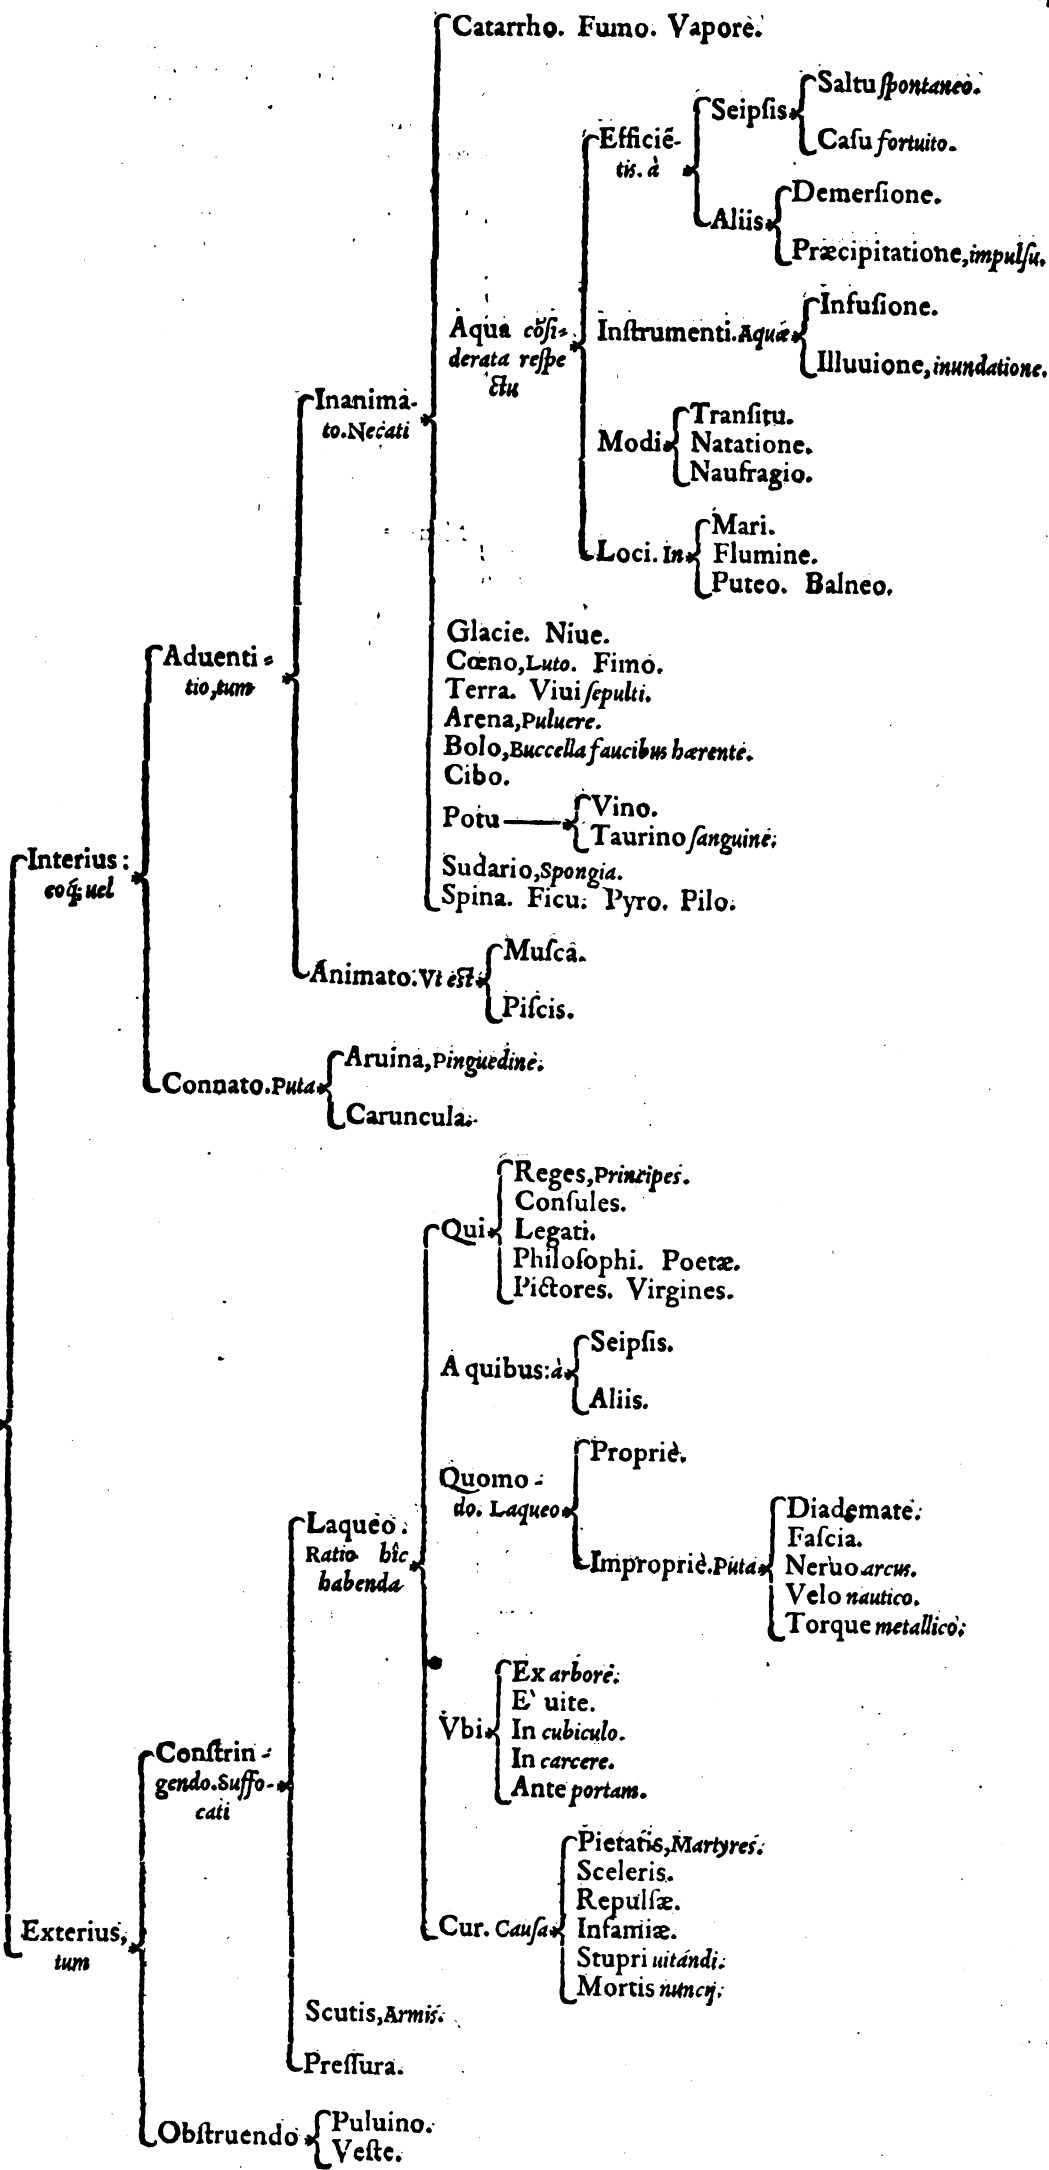 Catarrho. Fumo. Vapore.
Saltu ſpontaneo.
Seipſis
Caſu fortuito.
Efficiẽ-
tis. à
Demerſione.
Aliis
Præcipitatione, impulſu.
Infuſione.
Aqua cõſi-
derata reſpe
ctu
Inſtrumenti. Aquæ
Illuuione, inundatione.
Inanima-
to. Necati
Tranſitu.
Modi
Natatione.
Naufragio.
Mari.
Loci. In
Flumine.
Puteo. Balneo.
Glacie. Niue.
Cœno, Luto. Fimo.
Aduenti-
tio, tum
Terra. Viui ſepulti.
Arena, Puluere.
Bolo, Buccella faucibus hærente.
Cibo.
Vino.
Potu
Taurino ſanguine.
Interius:
eoq́; uel
Sudario, Spongia.
Spina. Ficu. Pyro. Pilo.
Muſca.
Animato. Vt eſt
Piſcis.
Aruina, Pinguedine.
Connato. Puta
Caruncula.
Reges, Principes.
Conſules.
Qui
Legati.
Philoſophi. Poetæ.
Pictores. Virgines.
Seipſis.
A quibus: à
Aliis.
Propriè.
Quomo-
do. Laqueo
Diademate.
Laqueo.
Ratio hîc
habenda
Faſcia.
Impropriè. Puta
Neruo arcus.
Velo nautico.
Torque metallico.
Ex arbore.
E` uite.
Vbi
In cubiculo.
In carcere.
Ante portam.
Conſtrin-
gendo. Suffo-
cati
Pietatis, Martyres.
Sceleris.
Repulſæ.
Cur. Cauſa
Infamiæ.
Exterius,
tum
Stupri uitandi.
Mortis nuncij.
Scutis, Armis.
Preſſura.
Puluino.
Obſtruendo
Veſte.